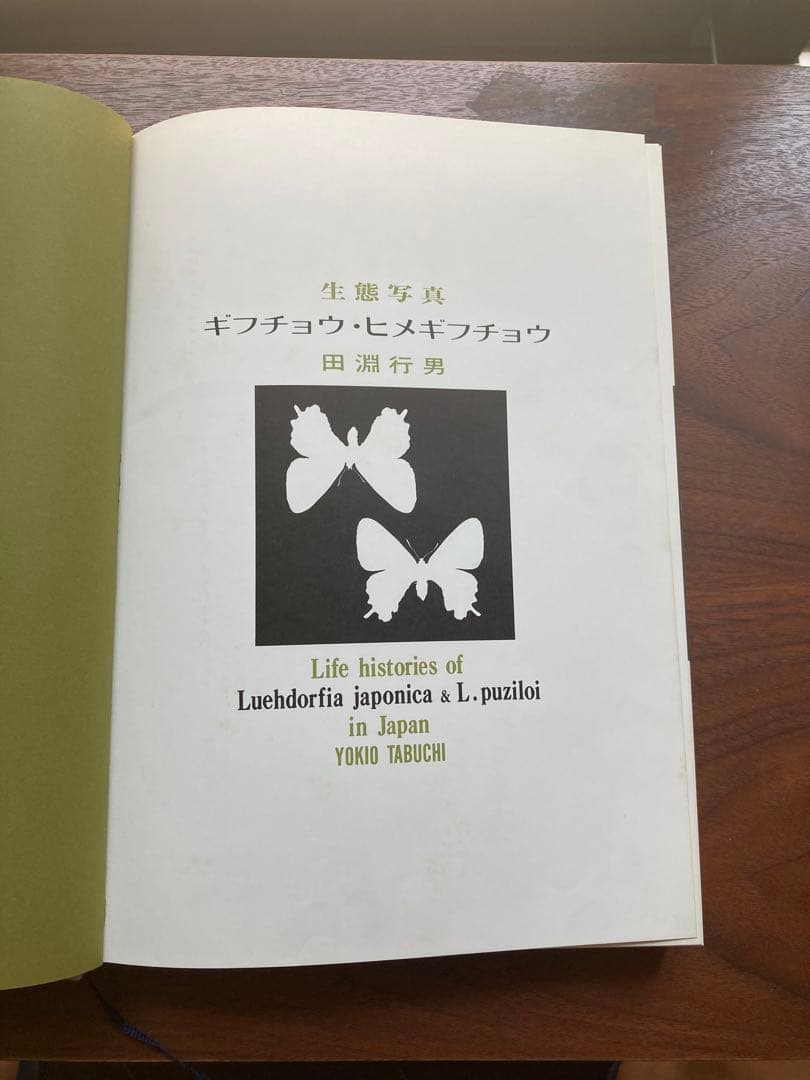 生態写真
ギフチョウ・ヒメギフチョウ
田淵行男
Life histories of
Luehdorfia japonica & L. puziloi
in Japan
YOKIO TABUCHI